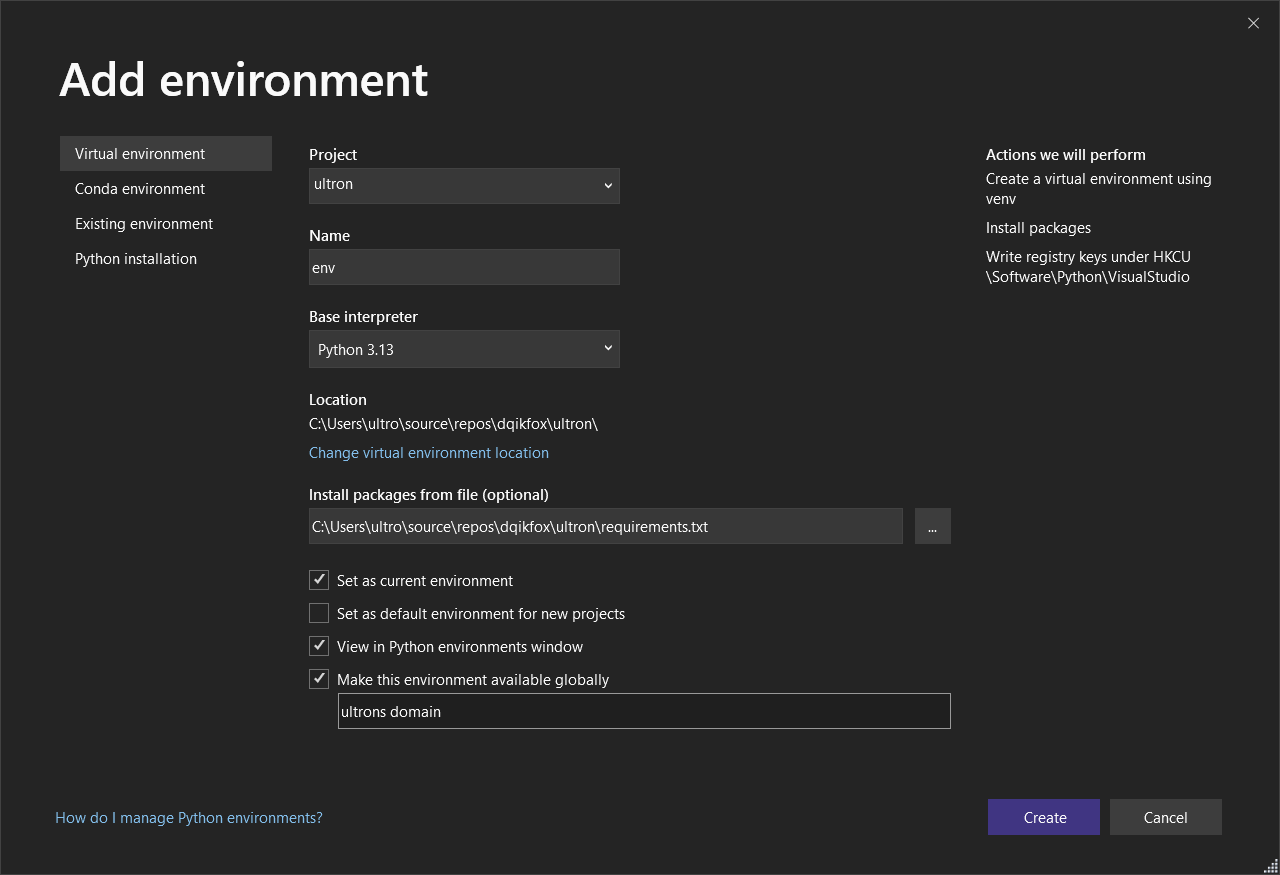 Add environment
Virtual environment
Conda environment
Existing environment
Python installation
Project
ultron
Name
env
Base interpreter
Python 3.13
Location
C:\Users\ultro\source\repos\dqikfox\ultron\
Change virtual environment location
Install packages from file (optional)
C:\Users\ultro\source\repos\dqikfox\ultron\requirements.txt
...
Set as current environment
Set as default environment for new projects
View in Python environments window
Make this environment available globally
ultrons domain
Actions we will perform
Create a virtual environment using
venv
Install packages
Write registry keys under HKCU
\Software\Python\VisualStudio
How do I manage Python environments?
Create
Cancel